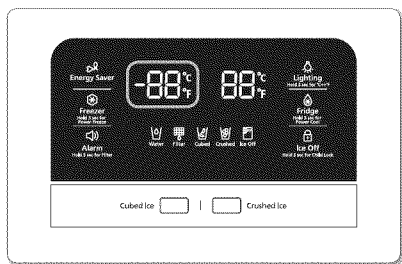 Energy Saver
-88 °C °F
88 °C °F
Lighting
Hold 3 sec for °C↔°F
Freezer
Hold 3 sec for
Power Freeze
Fridge
Hold 3 sec for
Power Cool
Alarm
Hold 3 sec for Filter
Water Filter Cubed Crushed Ice Off
Ice Off
Hold 3 sec for Child Lock
Cubed Ice | Crushed Ice